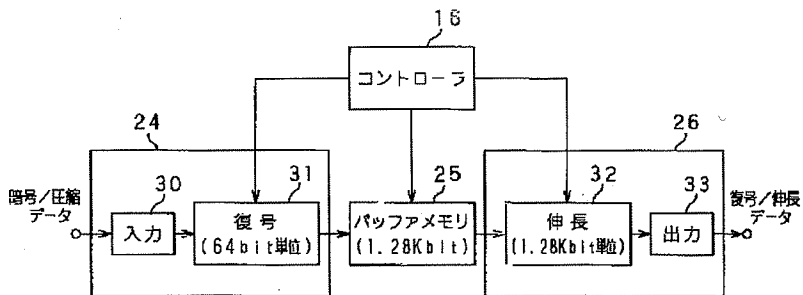 16
コントローラ
24
26
暗号/圧縮
データ
30
入力
31
復号
(64bit単位)
25
バッファメモリ
(1.28Kbit)
32
伸長
(1.28Kbit単位)
33
出力
復号/伸長
データ